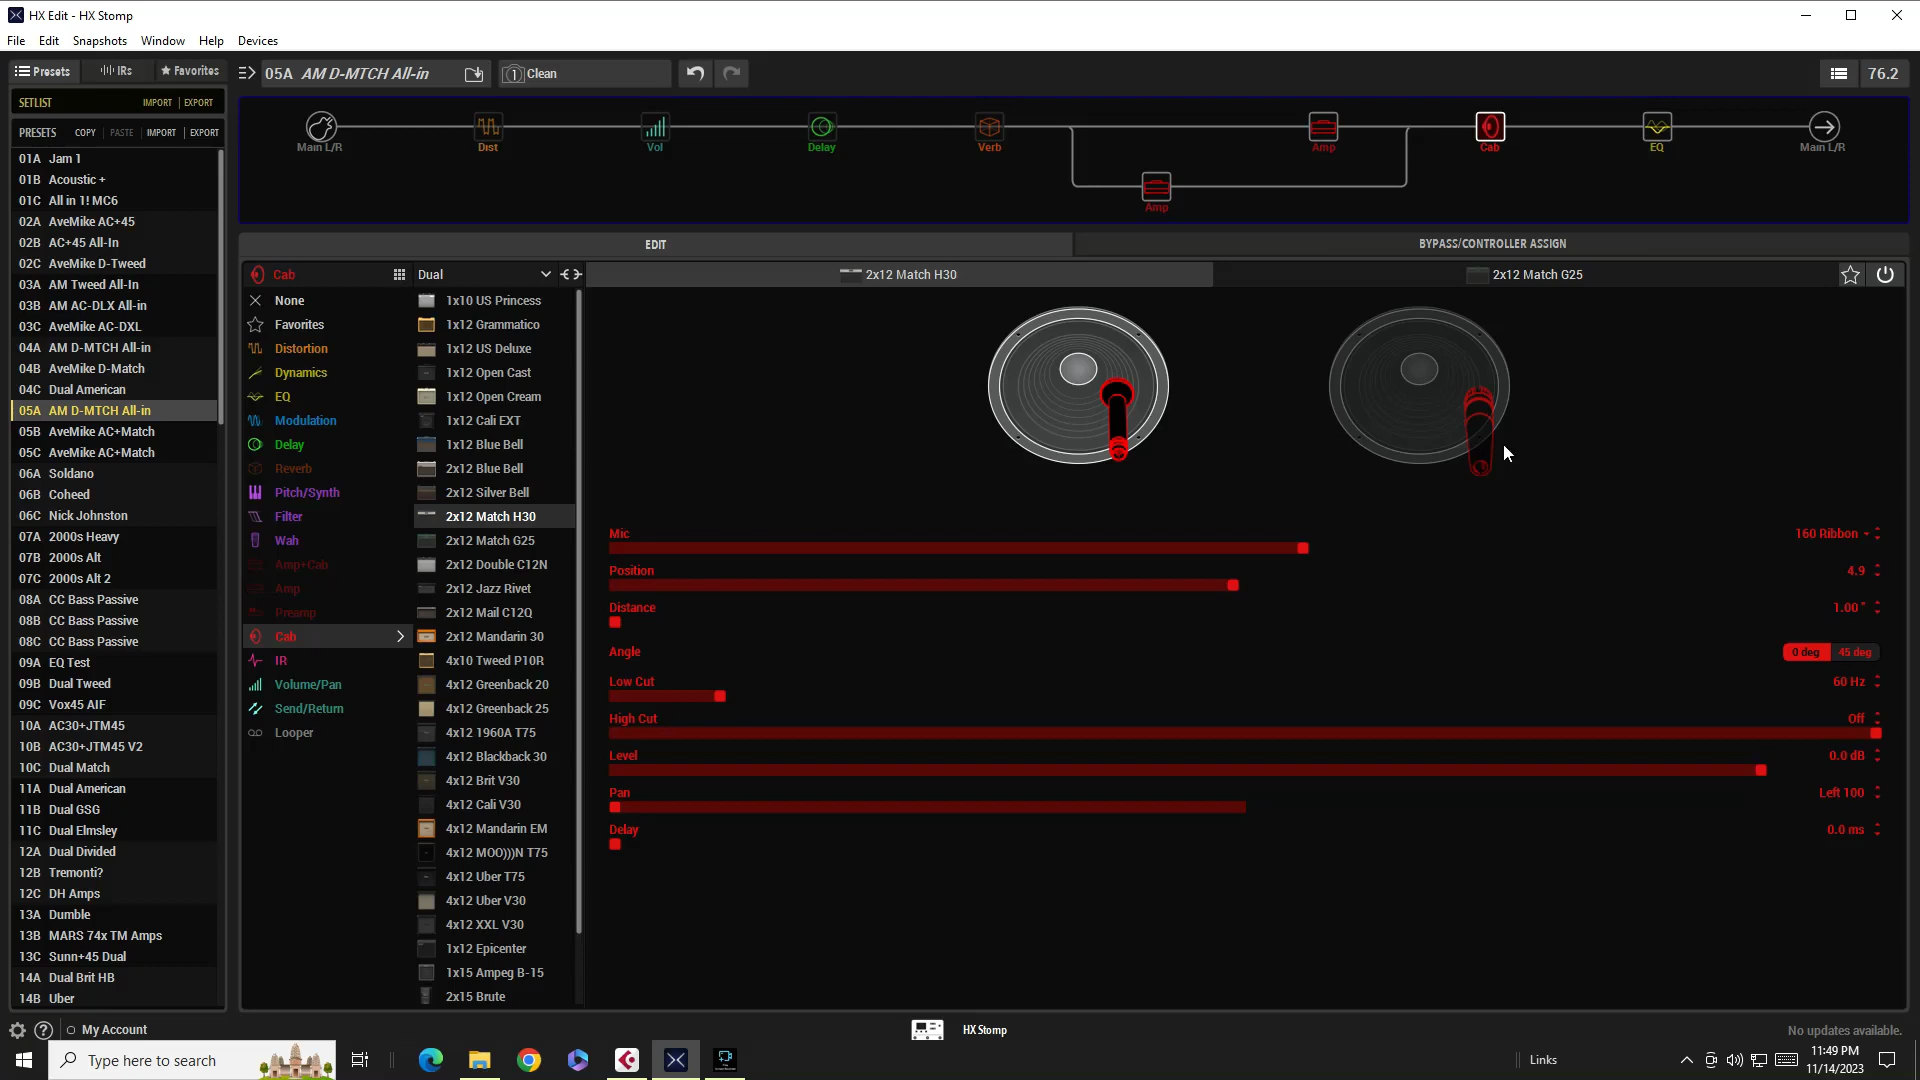 HX Edit - HX Stomp
File Edit Snapshots Window Help Devices
Presets IRs Favorites
05A AM D-MTCH All-in
1 Clean
76.2
SETLIST IMPORT | EXPORT
PRESETS COPY PASTE IMPORT EXPORT
01A Jam 1
01B Acoustic +
01C All in 1! MC6
02A AveMike AC+45
02B AC+45 All-In
02C AveMike D-Tweed
03A AM Tweed All-In
03B AM AC-DLX All-in
03C AveMike AC-DXL
04A AM D-MTCH All-in
04B AveMike D-Match
04C Dual American
05A AM D-MTCH All-in
05B AveMike AC+Match
05C AveMike AC+Match
06A Soldano
06B Coheed
06C Nick Johnston
07A 2000s Heavy
07B 2000s Alt
07C 2000s Alt 2
08A CC Bass Passive
08B CC Bass Passive
08C CC Bass Passive
09A EQ Test
09B Dual Tweed
09C Vox45 AIF
10A AC30+JTM45
10B AC30+JTM45 V2
10C Dual Match
11A Dual American
11B Dual GSG
11C Dual Elmsley
12A Dual Divided
12B Tremonti?
12C DH Amps
13A Dumble
13B MARS 74x TM Amps
13C Sunn+45 Dual
14A Dual Brit HB
14B Uber
Main L/R Dist Vol Delay Verb Amp Cab EQ Main L/R
Amp
EDIT BYPASS/CONTROLLER ASSIGN
Cab
Dual
2x12 Match H30
2x12 Match G25
None
Favorites
Distortion
Dynamics
EQ
Modulation
Delay
Reverb
Pitch/Synth
Filter
Wah
Amp+Cab
Amp
Preamp
Cab
IR
Volume/Pan
Send/Return
Looper
1x10 US Princess
1x12 Grammatico
1x12 US Deluxe
1x12 Open Cast
1x12 Open Cream
1x12 Cali EXT
1x12 Blue Bell
2x12 Blue Bell
2x12 Silver Bell
2x12 Match H30
2x12 Match G25
2x12 Double C12N
2x12 Jazz Rivet
2x12 Mail C12Q
2x12 Mandarin 30
4x10 Tweed P10R
4x12 Greenback 20
4x12 Greenback 25
4x12 1960A T75
4x12 Blackback 30
4x12 Brit V30
4x12 Cali V30
4x12 Mandarin EM
4x12 MOO)))N T75
4x12 Uber T75
4x12 Uber V30
4x12 XXL V30
1x12 Epicenter
1x15 Ampeg B-15
2x15 Brute
Mic 160 Ribbon
Position 4.9
Distance 1.00 "
Angle 0 deg 45 deg
Low Cut 60 Hz
High Cut Off
Level 0.0 dB
Pan Left 100
Delay 0.0 ms
My Account
HX Stomp
No updates available.
Type here to search
Links
11:49 PM
11/14/2023